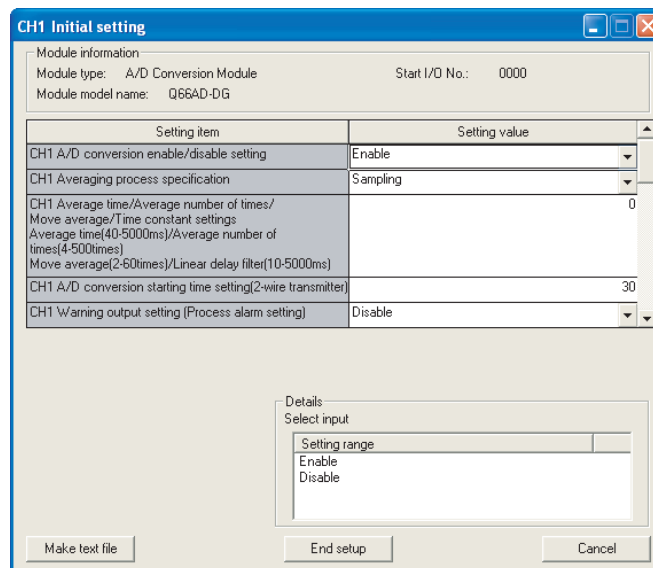 CH1 Initial setting
Module information
Module type: A/D Conversion Module Start I/O No.: 0000
Module model name: Q66AD-DG
Setting item Setting value
CH1 A/D conversion enable/disable setting Enable
CH1 Averaging process specification Sampling
CH1 Average time/Average number of times/ 0
Move average/Time constant settings
Average time(40-5000ms)/Average number of
times(4-500times)
Move average(2-60times)/Linear delay filter(10-5000ms)
CH1 A/D conversion starting time setting(2-wire transmitter) 30
CH1 Warning output setting (Process alarm setting) Disable
Details
Select input
Setting range
Enable
Disable
Make text file End setup Cancel